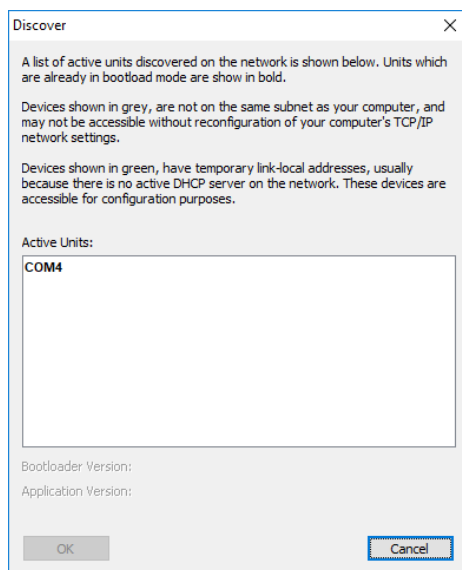 Discover
A list of active units discovered on the network is shown below. Units which
are already in bootload mode are show in bold.
Devices shown in grey, are not on the same subnet as your computer, and
may not be accessible without reconfiguration of your computer's TCP/IP
network settings.
Devices shown in green, have temporary link-local addresses, usually
because there is no active DHCP server on the network. These devices are
accessible for configuration purposes.
Active Units:
COM4
Bootloader Version:
Application Version:
OK
Cancel